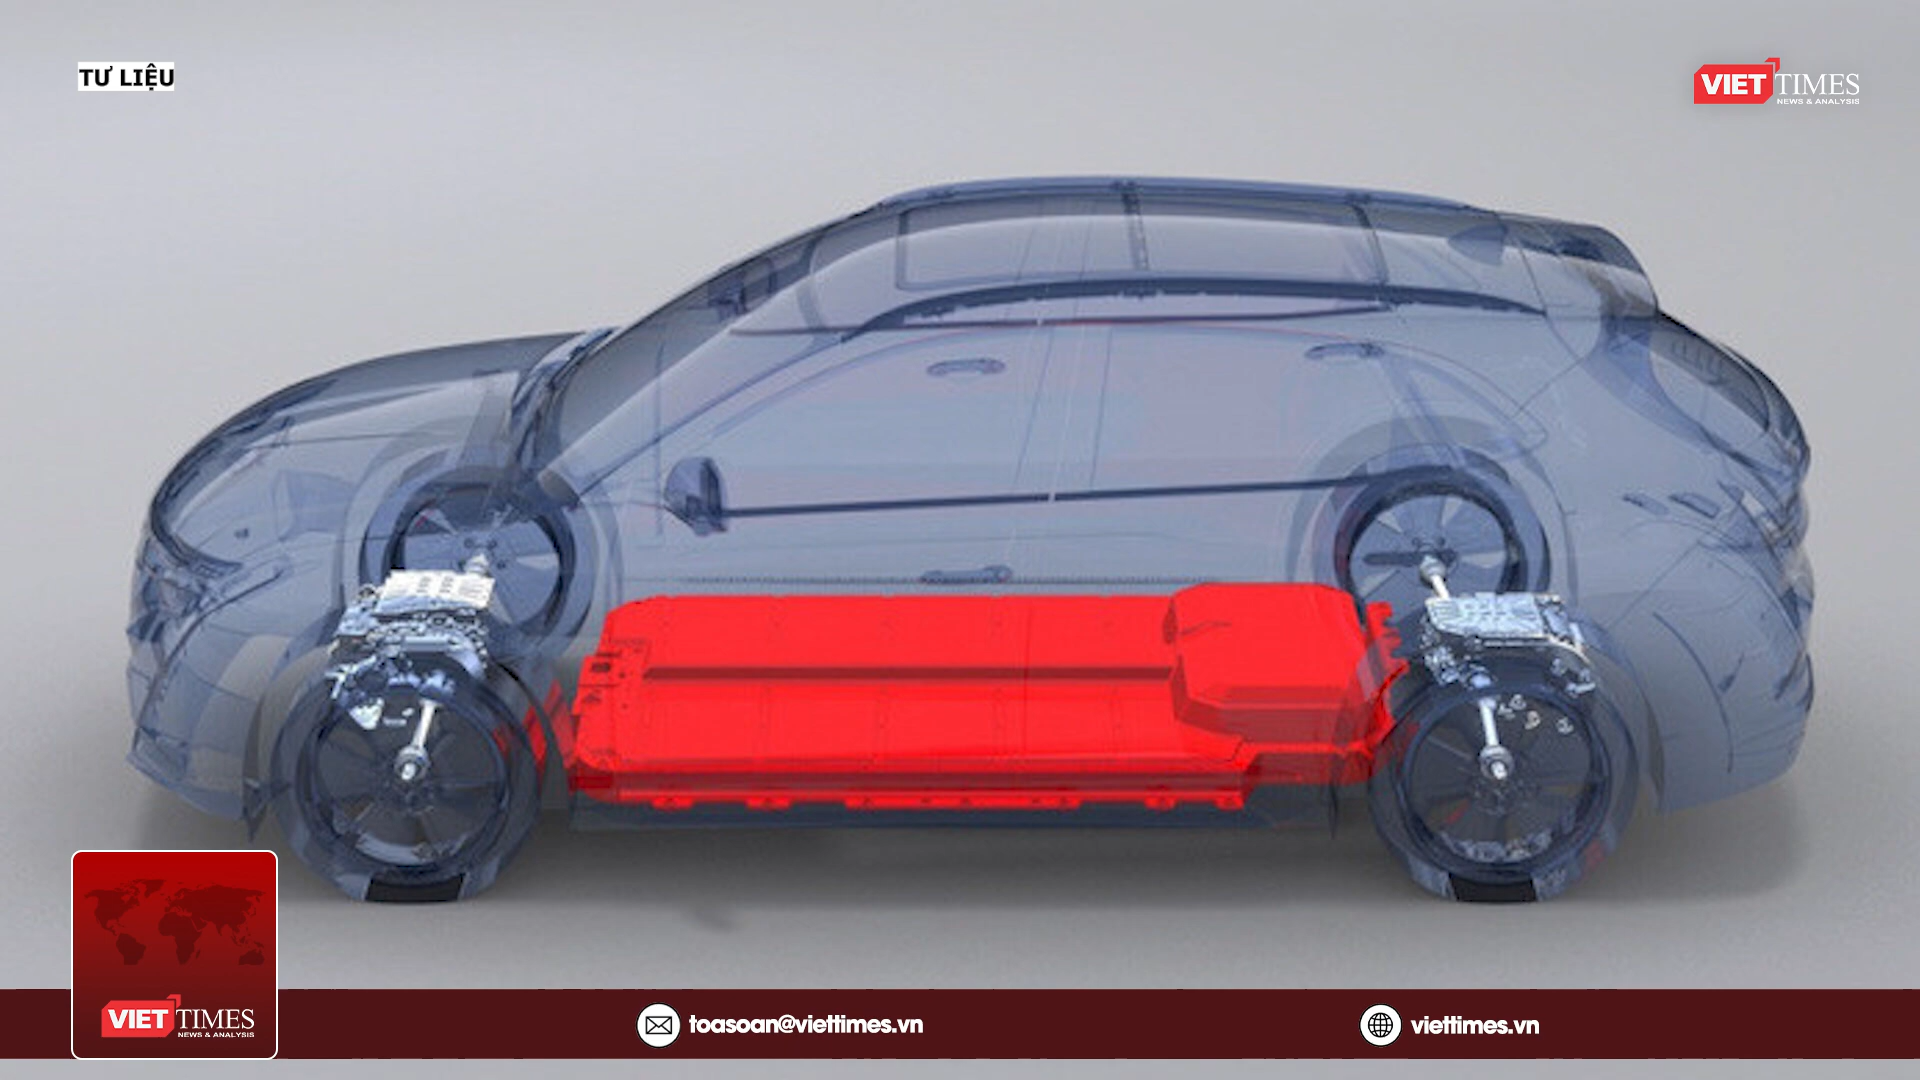 TƯ LIỆU
VIETTIMES
NEWS & ANALYSIS
VIETTIMES
NEWS & ANALYSIS
toasoan@viettimes.vn
viettimes.vn